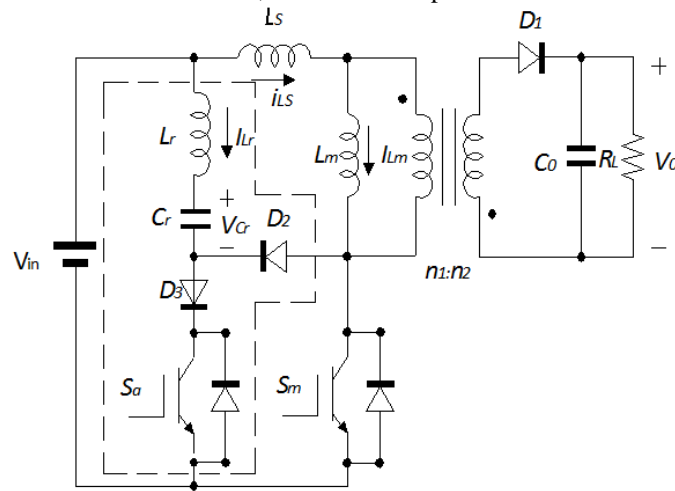 LS
D1
iLS
Lr
ILr
Lm
ILm
C0
RL
V0
+
−
Cr
+
VCr
−
D2
n1:n2
Vin
D3
Sa
Sm